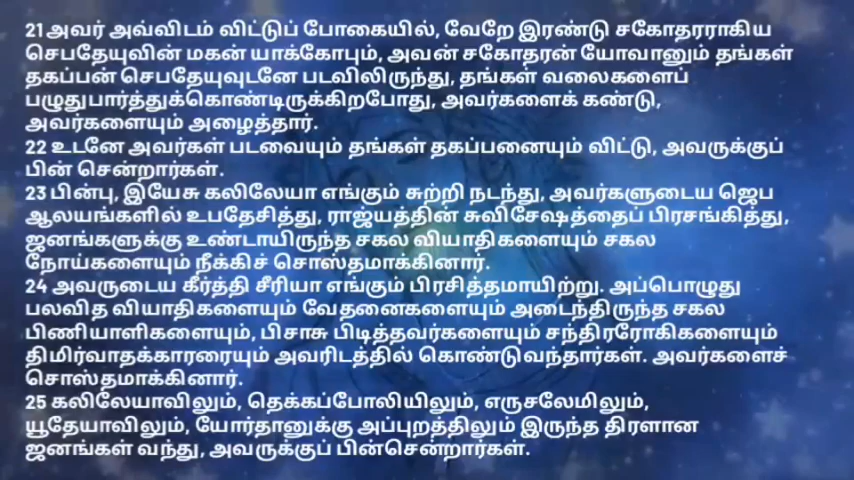 21 அவர் அவ்விடம் விட்டுப் போகையில், வேறே இரண்டு சகோதரராகிய
செபதேயுவின் மகன் யாக்கோபும், அவன் சகோதரன் யோவானும் தங்கள்
தகப்பன் செபதேயுவுடனே படவிலிருந்து, தங்கள் வலைகளைப்
பழுதுபார்த்துக்கொண்டிருக்கிறபோது, அவர்களைக் கண்டு,
அவர்களையும் அழைத்தார்.
22 உடனே அவர்கள் படவையும் தங்கள் தகப்பனையும் விட்டு, அவருக்குப்
பின் சென்றார்கள்.
23 பின்பு, இயேசு கலிலேயா எங்கும் சுற்றி நடந்து, அவர்களுடைய ஜெப
ஆலயங்களில் உபதேசித்து, ராஜ்யத்தின் சுவிசேஷத்தைப் பிரசங்கித்து,
ஜனங்களுக்கு உண்டாயிருந்த சகல வியாதிகளையும் சகல
நோய்களையும் நீக்கிச் சொஸ்தமாக்கினார்.
24 அவருடைய கீர்த்தி சீரியா எங்கும் பிரசித்தமாயிற்று. அப்பொழுது
பலவித வியாதிகளையும் வேதனைகளையும் அடைந்திருந்த சகல
பிணியாளிகளையும், பிசாசு பிடித்தவர்களையும் சந்திரரோகிகளையும்
திமிர்வாதக்காரரையும் அவரிடத்தில் கொண்டுவந்தார்கள். அவர்களைச்
சொஸ்தமாக்கினார்.
25 கலிலேயாவிலும், தெக்கப்போலியிலும், எருசலேமிலும்,
யூதேயாவிலும், யோர்தானுக்கு அப்புறத்திலும் இருந்த திரளான
ஜனங்கள் வந்து, அவருக்குப் பின்சென்றார்கள்.